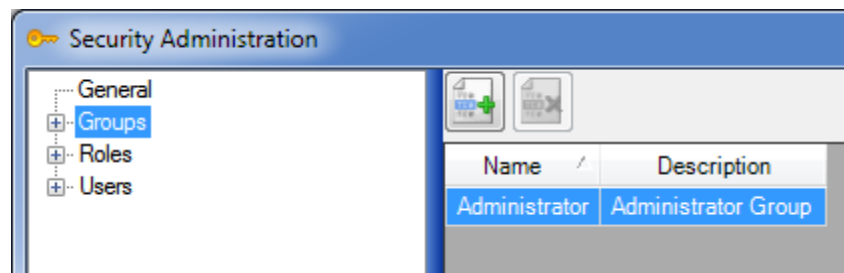 Security Administration
General
Groups
Roles
Users
Name Description
Administrator Administrator Group